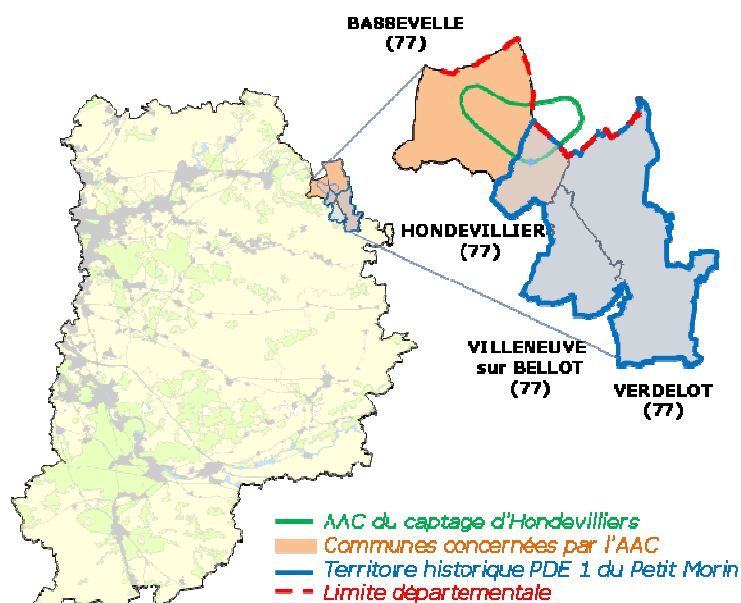 BASSEVELLE
(77)
HONDEVILLIER
(77)
VILLENEUVE
sur BELLOT
(77)
VERDELOT
(77)
AAC du captage d'Hondevilliers
Communes concernées par l'AAC
Territoire historique PDE 1 du Petit Morin
Limite départementale